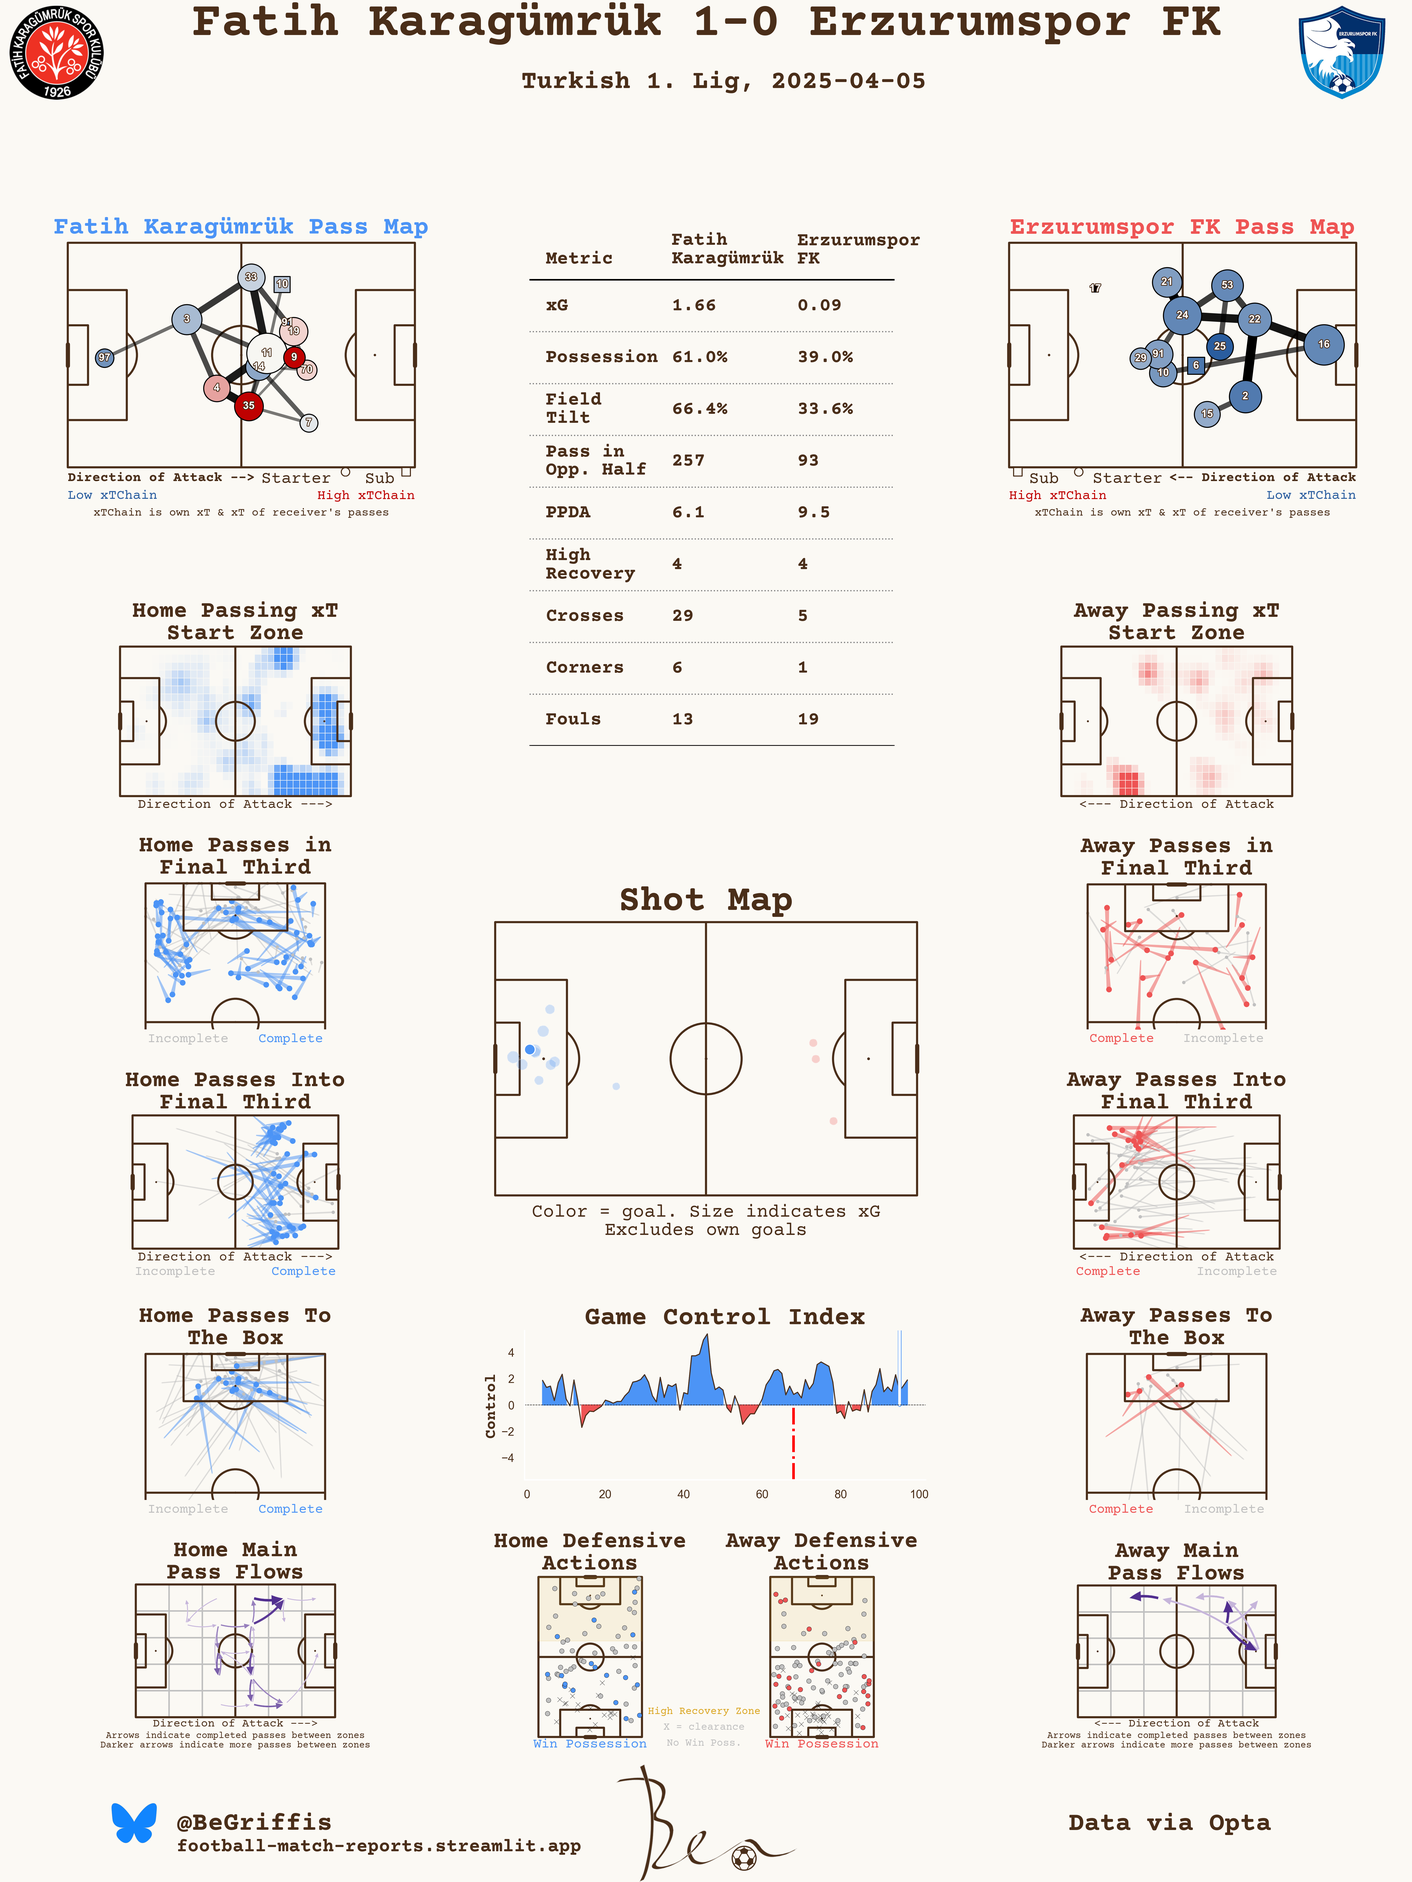 Fatih Karagümrük 1-0 Erzurumspor FK
Turkish 1. Lig, 2025-04-05
FATİH KARAGÜMRÜK SPOR KULÜBÜ
1926
ERZURUMSPOR FK
Fatih Karagümrük Pass Map
33
10
3
91
19
11
97
9
14
70
4
35
7
Direction of Attack --> Starter Sub
Low xTChain High xTChain
xTChain is own xT & xT of receiver's passes
Metric Fatih Karagümrük Erzurumspor FK
xG 1.66 0.09
Possession 61.0% 39.0%
Field Tilt 66.4% 33.6%
Pass in Opp. Half 257 93
PPDA 6.1 9.5
High Recovery 4 4
Crosses 29 5
Corners 6 1
Fouls 13 19
Erzurumspor FK Pass Map
17
21
53
24
22
25
16
29
91
10
6
2
15
Sub Starter <-- Direction of Attack
High xTChain Low xTChain
xTChain is own xT & xT of receiver's passes
Home Passing xT
Start Zone
Direction of Attack --->
Away Passing xT
Start Zone
<--- Direction of Attack
Home Passes in
Final Third
Incomplete Complete
Away Passes in
Final Third
Complete Incomplete
Shot Map
Color = goal. Size indicates xG
Excludes own goals
Home Passes Into
Final Third
Direction of Attack --->
Incomplete Complete
Away Passes Into
Final Third
<--- Direction of Attack
Complete Incomplete
Home Passes To
The Box
Incomplete Complete
Game Control Index
Control
4
2
0
−2
−4
0 20 40 60 80 100
Away Passes To
The Box
Complete Incomplete
Home Main
Pass Flows
Direction of Attack --->
Arrows indicate completed passes between zones
Darker arrows indicate more passes between zones
Home Defensive
Actions
Win Possession
High Recovery Zone
X = clearance
No Win Poss.
Away Defensive
Actions
Win Possession
Away Main
Pass Flows
<--- Direction of Attack
Arrows indicate completed passes between zones
Darker arrows indicate more passes between zones
@BeGriffis
football-match-reports.streamlit.app
Ben
Data via Opta